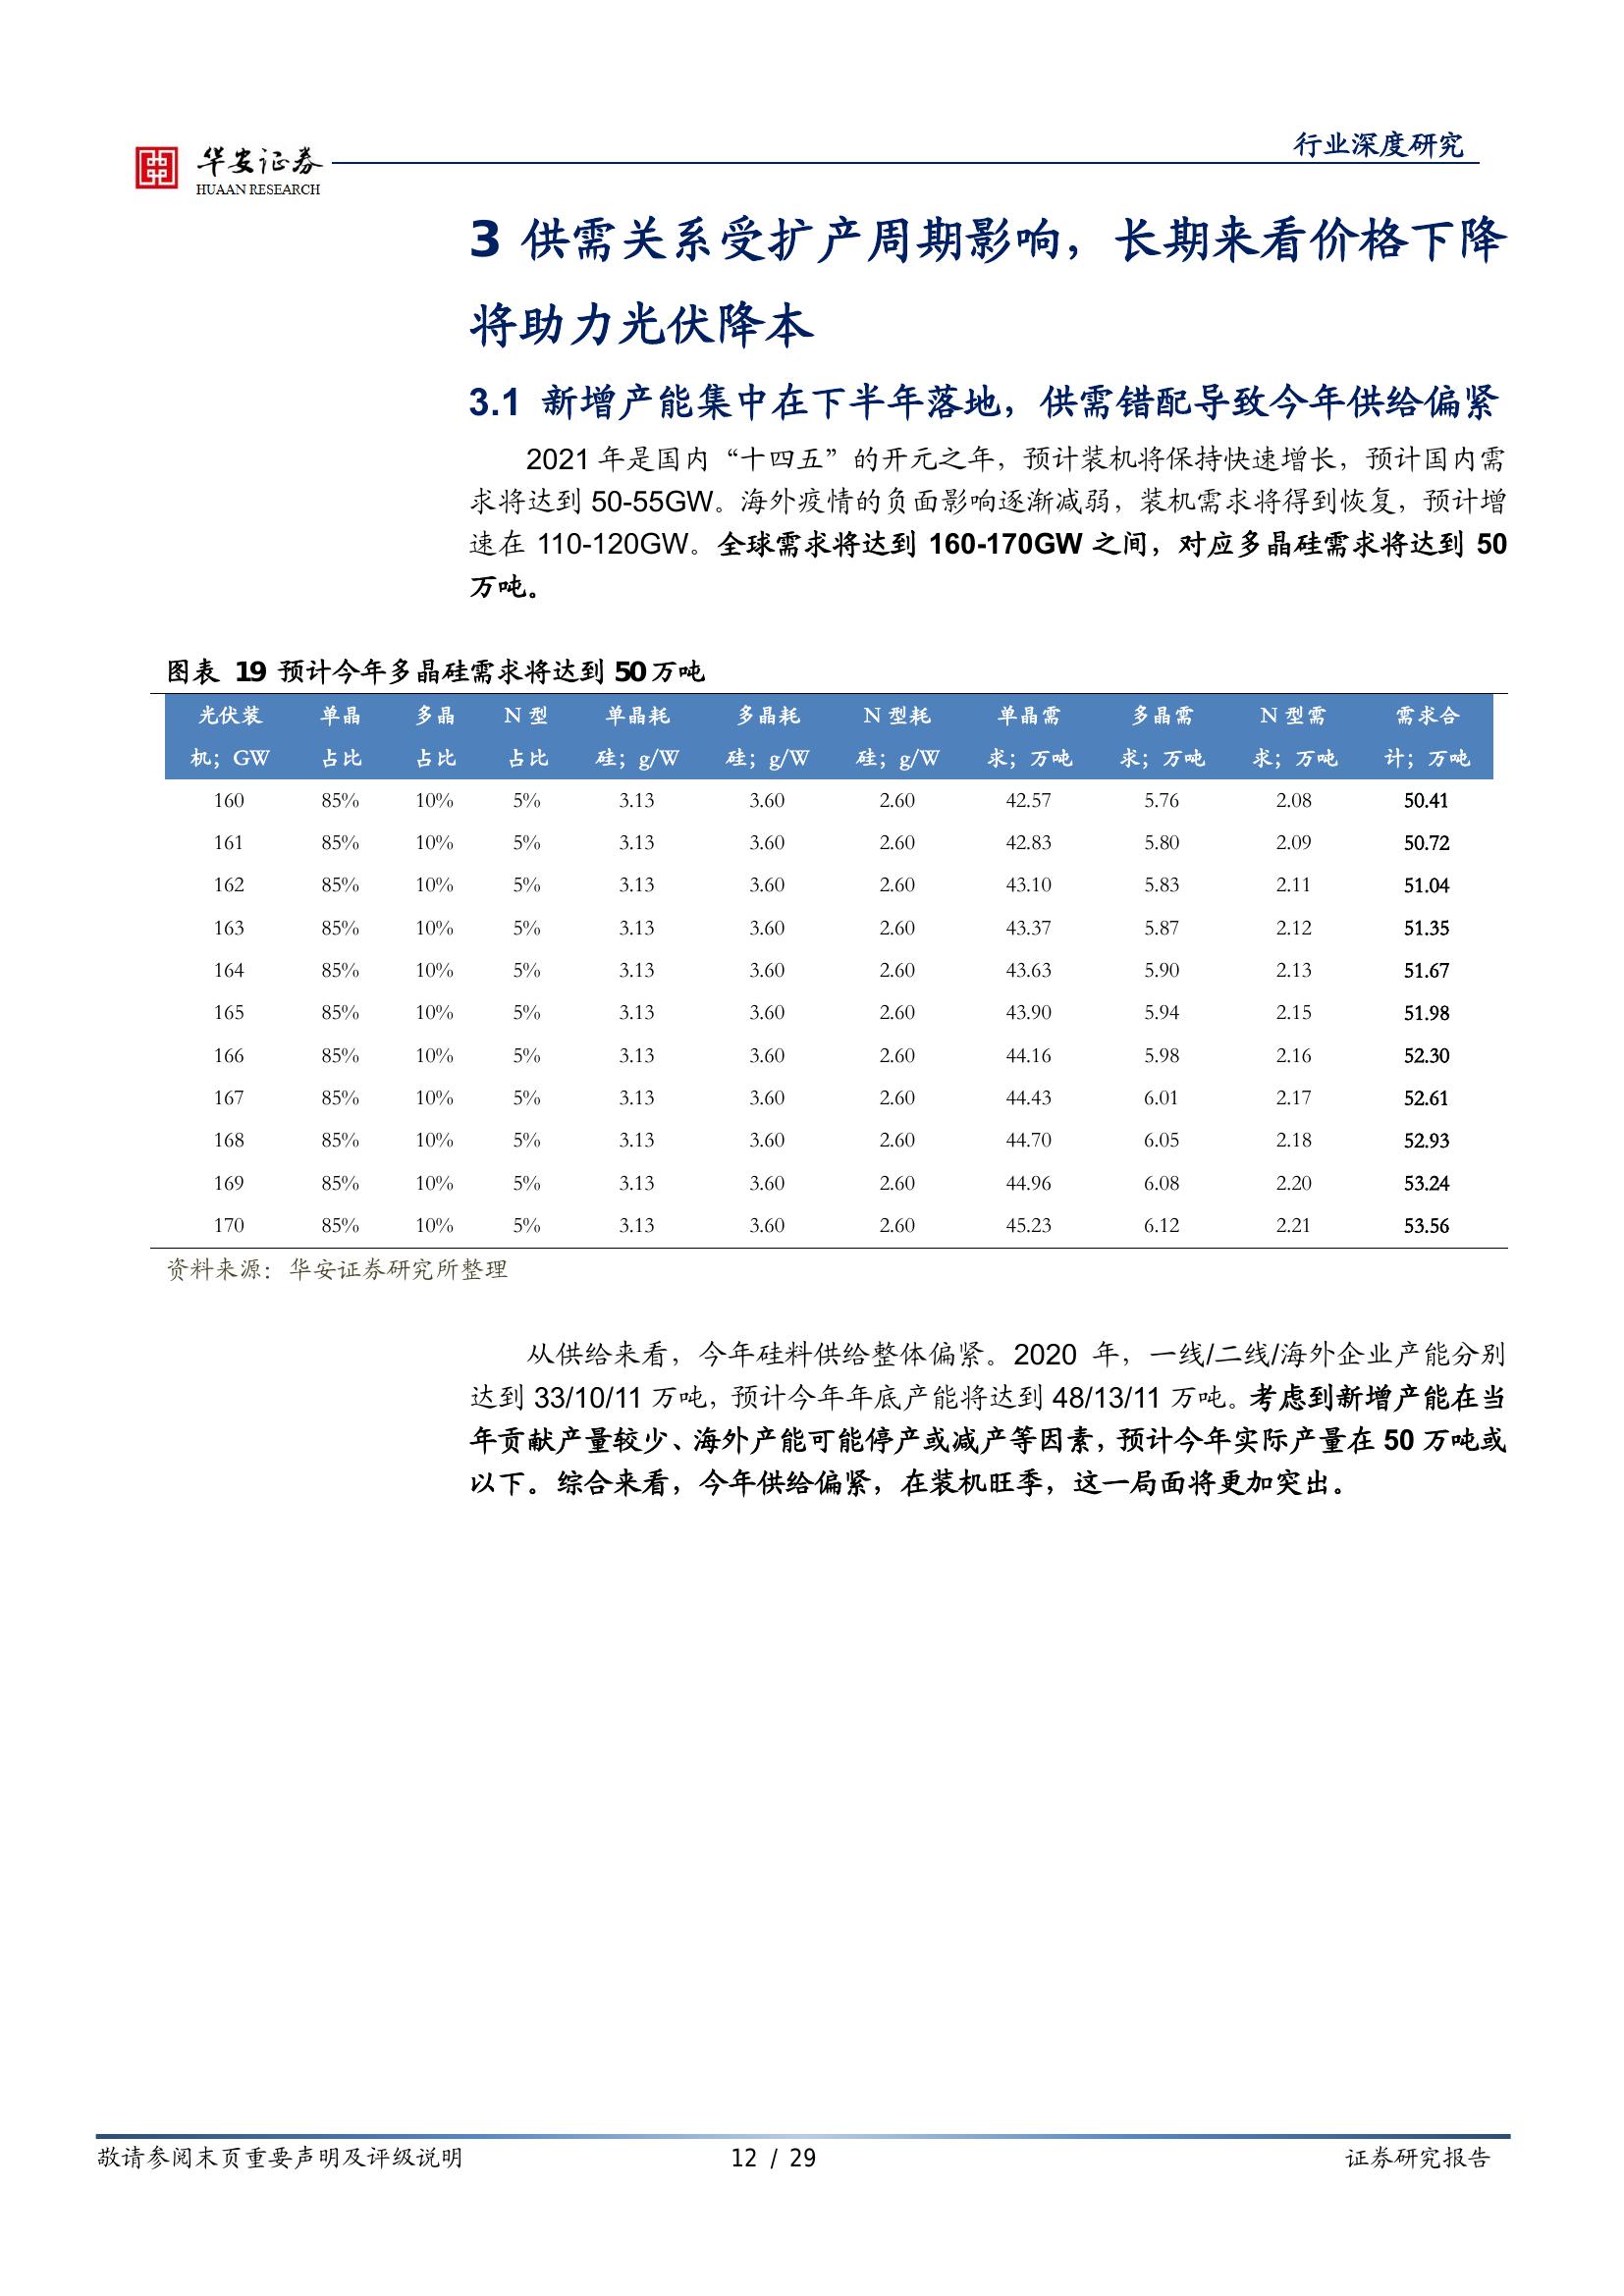 华安证券
HUAAN RESEARCH
行业深度研究
3 供需关系受扩产周期影响，长期来看价格下降
将助力光伏降本
3.1 新增产能集中在下半年落地，供需错配导致今年供给偏紧
2021 年是国内“十四五”的开元之年，预计装机将保持快速增长，预计国内需
求将达到 50-55GW。海外疫情的负面影响逐渐减弱，装机需求将得到恢复，预计增
速在 110-120GW。全球需求将达到 160-170GW 之间，对应多晶硅需求将达到 50
万吨。
图表 19 预计今年多晶硅需求将达到 50 万吨
光伏装 单晶 多晶 N 型 单晶耗 多晶耗 N 型耗 单晶需 多晶需 N 型需 需求合
机；GW 占比 占比 占比 硅；g/W 硅；g/W 硅；g/W 求；万吨 求；万吨 求；万吨 计；万吨
160 85% 10% 5% 3.13 3.60 2.60 42.57 5.76 2.08 50.41
161 85% 10% 5% 3.13 3.60 2.60 42.83 5.80 2.09 50.72
162 85% 10% 5% 3.13 3.60 2.60 43.10 5.83 2.11 51.04
163 85% 10% 5% 3.13 3.60 2.60 43.37 5.87 2.12 51.35
164 85% 10% 5% 3.13 3.60 2.60 43.63 5.90 2.13 51.67
165 85% 10% 5% 3.13 3.60 2.60 43.90 5.94 2.15 51.98
166 85% 10% 5% 3.13 3.60 2.60 44.16 5.98 2.16 52.30
167 85% 10% 5% 3.13 3.60 2.60 44.43 6.01 2.17 52.61
168 85% 10% 5% 3.13 3.60 2.60 44.70 6.05 2.18 52.93
169 85% 10% 5% 3.13 3.60 2.60 44.96 6.08 2.20 53.24
170 85% 10% 5% 3.13 3.60 2.60 45.23 6.12 2.21 53.56
资料来源：华安证券研究所整理
从供给来看，今年硅料供给整体偏紧。2020 年，一线/二线/海外企业产能分别
达到 33/10/11 万吨，预计今年年底产能将达到 48/13/11 万吨。考虑到新增产能在当
年贡献产量较少、海外产能可能停产或减产等因素，预计今年实际产量在 50 万吨或
以下。综合来看，今年供给偏紧，在装机旺季，这一局面将更加突出。
敬请参阅末页重要声明及评级说明 12 / 29 证券研究报告